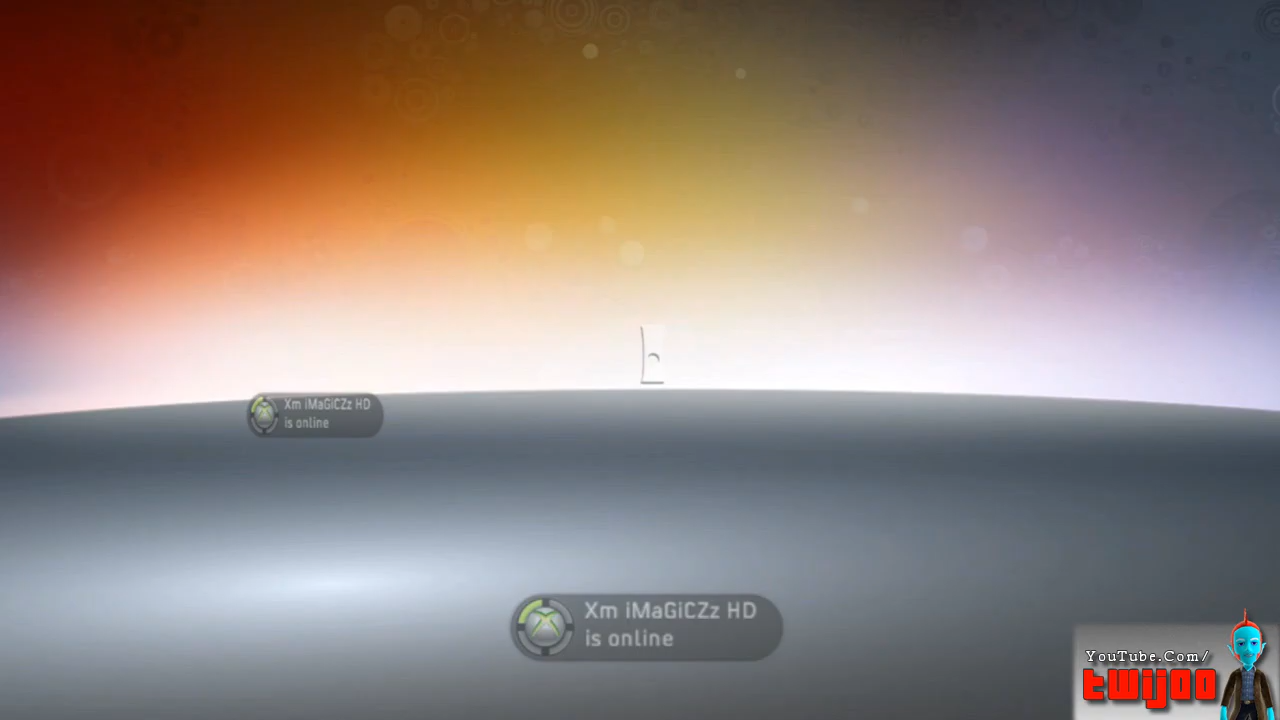 Xm iMaGiCZz HD
is online
Xm iMaGiCZz HD
is online
YouTube.Com/
twijoo